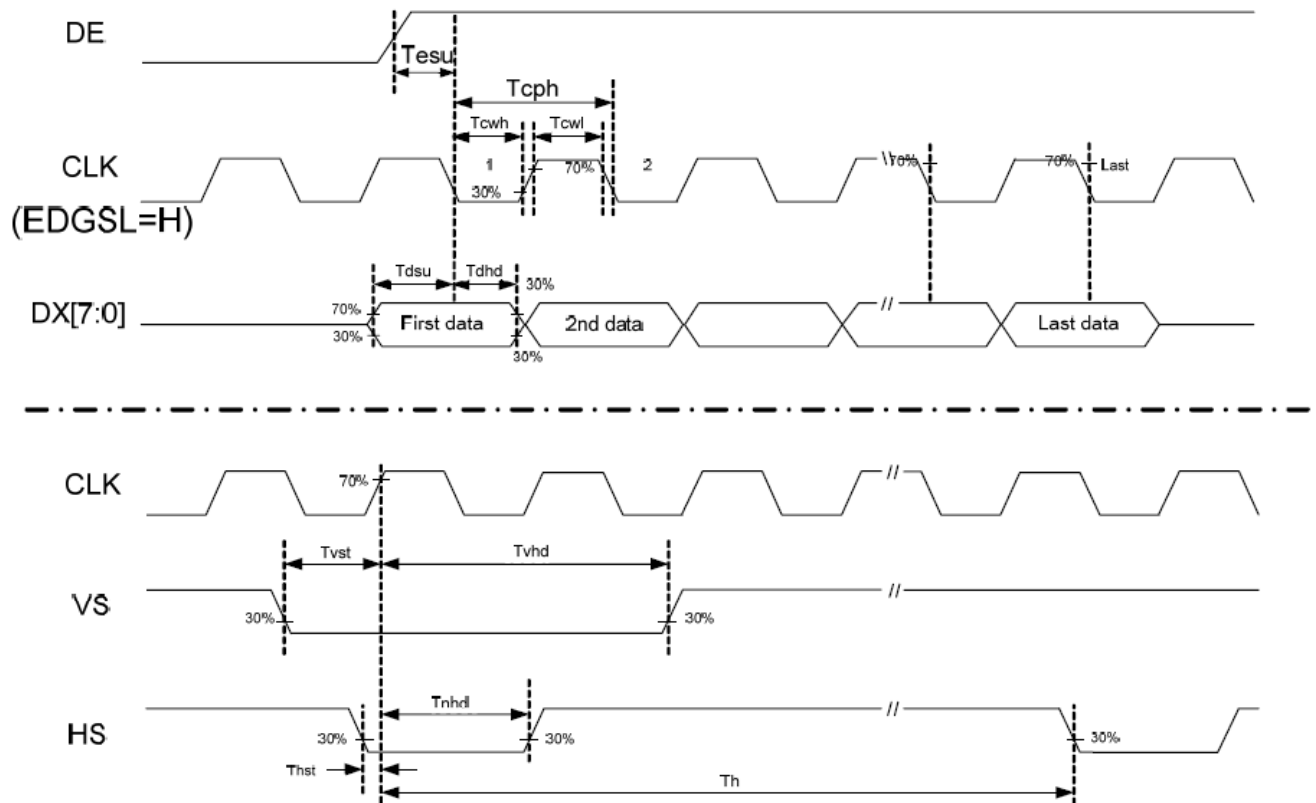 DE
Tesu
Tcph
Tcwh
Tcwl
CLK
1
70%
2
\\
70%
70%
Last
30%
(EDGSL=H)
Tdsu
Tdhd
30%
DX[7:0]
70%
First data
2nd data
//
Last data
30%
30%
CLK
70%
//
Tvst
Tvhd
VS
30%
30%
//
HS
30%
30%
//
30%
Thst
Th